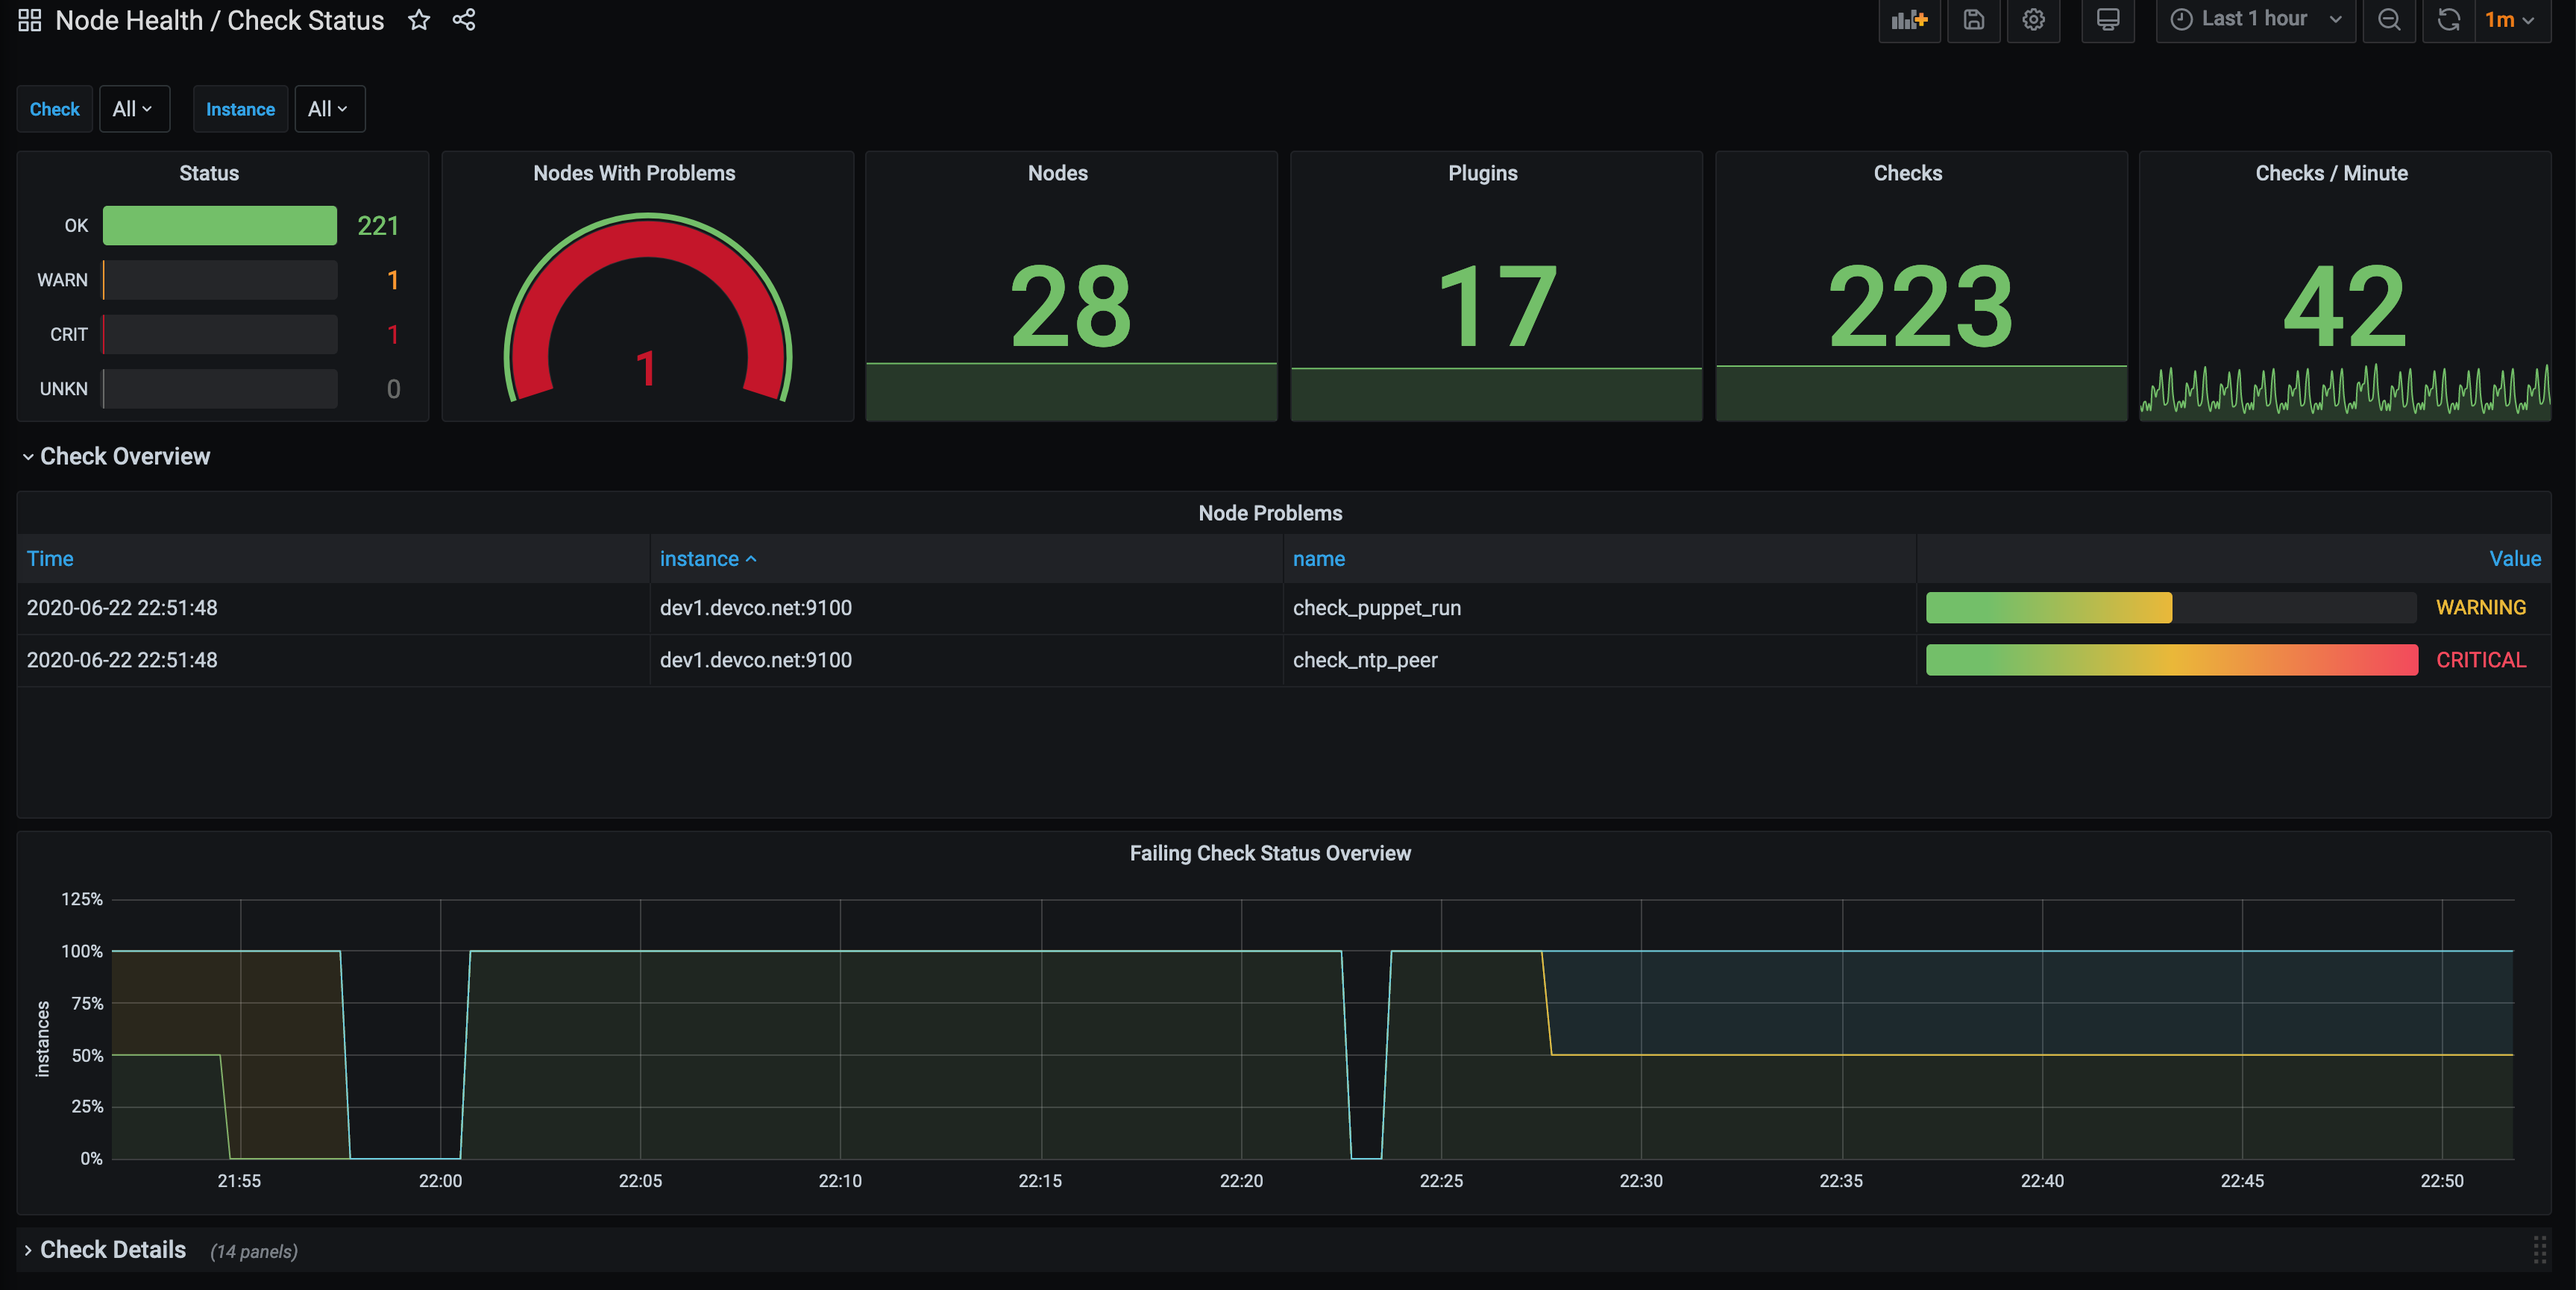 Node Health / Check Status
Last 1 hour
1m
Check All Instance All
Status
OK 221
WARN 1
CRIT 1
UNKN 0
Nodes With Problems
1
Nodes
28
Plugins
17
Checks
223
Checks / Minute
42
Check Overview
Node Problems
Time instance name Value
2020-06-22 22:51:48 dev1.devco.net:9100 check_puppet_run WARNING
2020-06-22 22:51:48 dev1.devco.net:9100 check_ntp_peer CRITICAL
Failing Check Status Overview
instances
125%
100%
75%
50%
25%
0%
21:55 22:00 22:05 22:10 22:15 22:20 22:25 22:30 22:35 22:40 22:45 22:50
Check Details (14 panels)